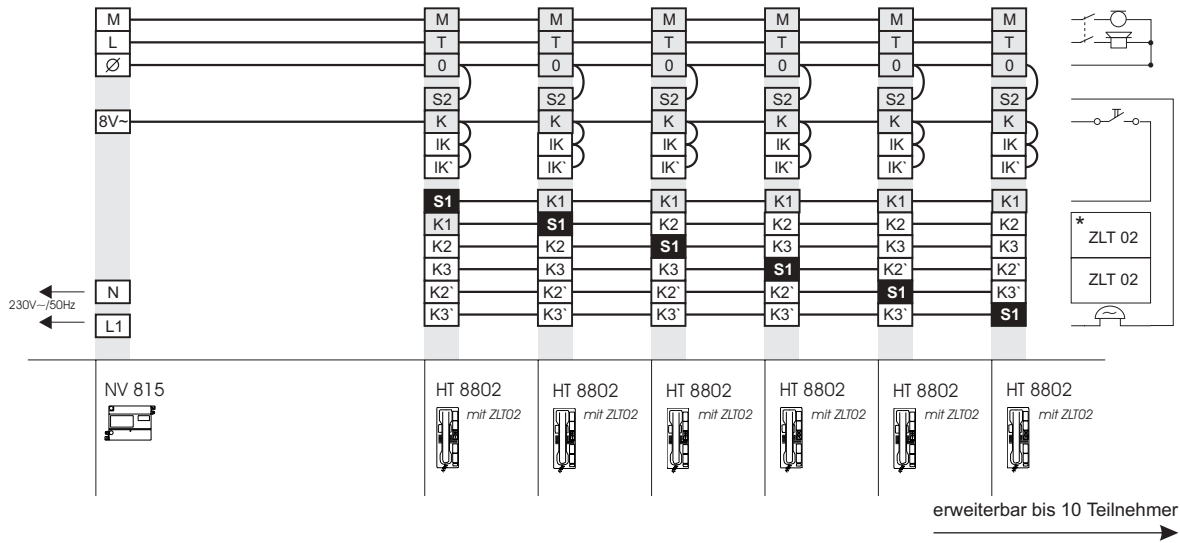 M M M M M M M
L T T T T T T
Ø 0 0 0 0 0 0
S2 S2 S2 S2 S2 S2
8V~ K K K K K K
IK IK IK IK IK IK
IK` IK` IK` IK` IK` IK`
S1 K1 K1 K1 K1 K1
K1 S1 K2 K2 K2 K2
K2 K2 S1 K3 K3 K3
K3 K3 K3 S1 K2` K2`
N K2` K2` K2` K2` S1 K3`
L1 K3` K3` K3` K3` K3` S1
230V~/50Hz
* ZLT 02
ZLT 02
NV 815 HT 8802 HT 8802 HT 8802 HT 8802 HT 8802 HT 8802
mit ZLT02 mit ZLT02 mit ZLT02 mit ZLT02 mit ZLT02 mit ZLT02
erweiterbar bis 10 Teilnehmer